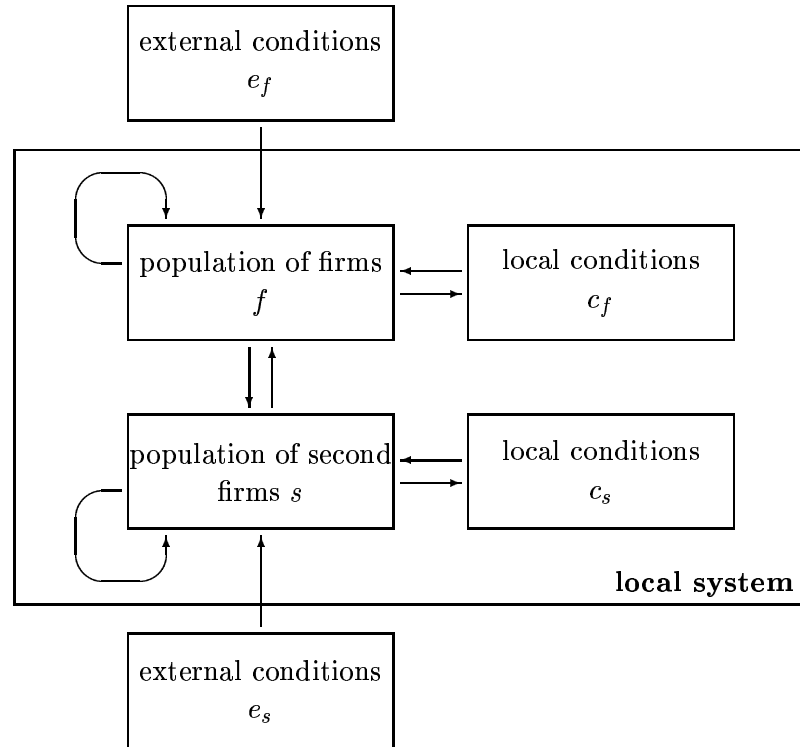 external conditions
e_f
population of firms
f
local conditions
c_f
population of second
firms s
local conditions
c_s
local system
external conditions
e_s